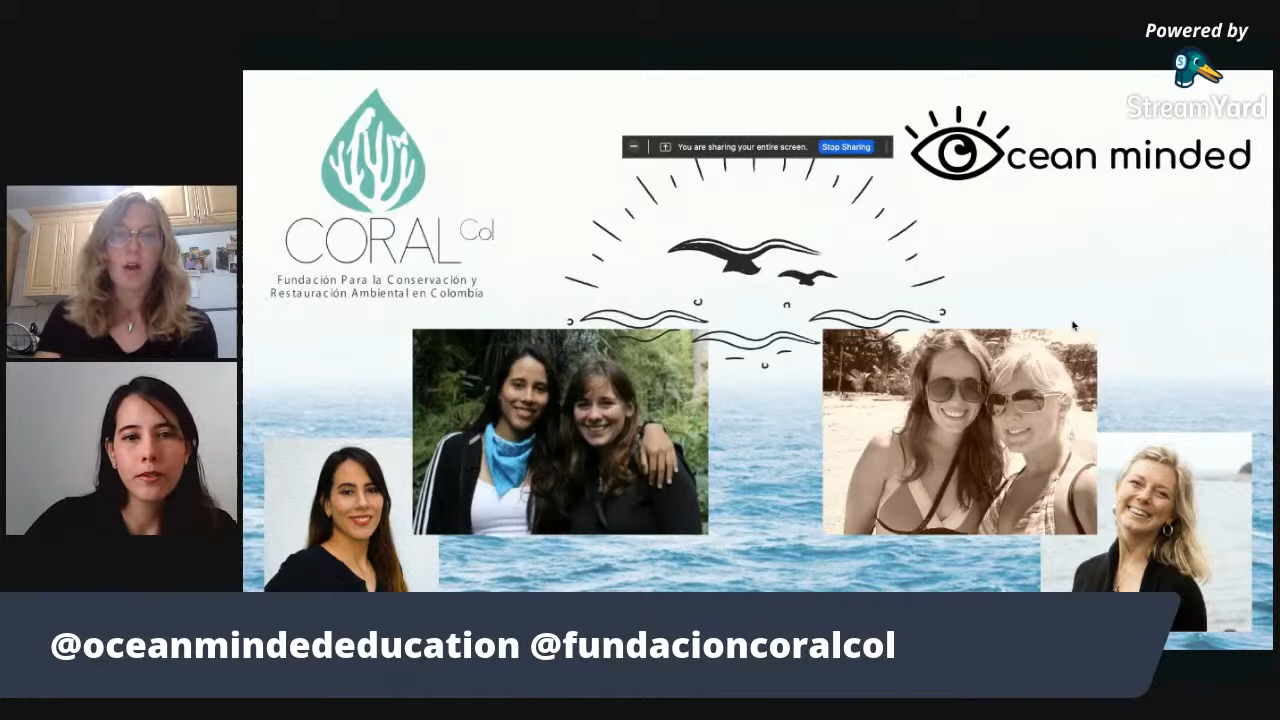 Powered by
StreamYard
CORAL Col
Fundación Para la Conservación y
Restauración Ambiental en Colombia
You are sharing your entire screen. Stop Sharing
cean minded
@oceanmindededucation @fundacioncoralcol